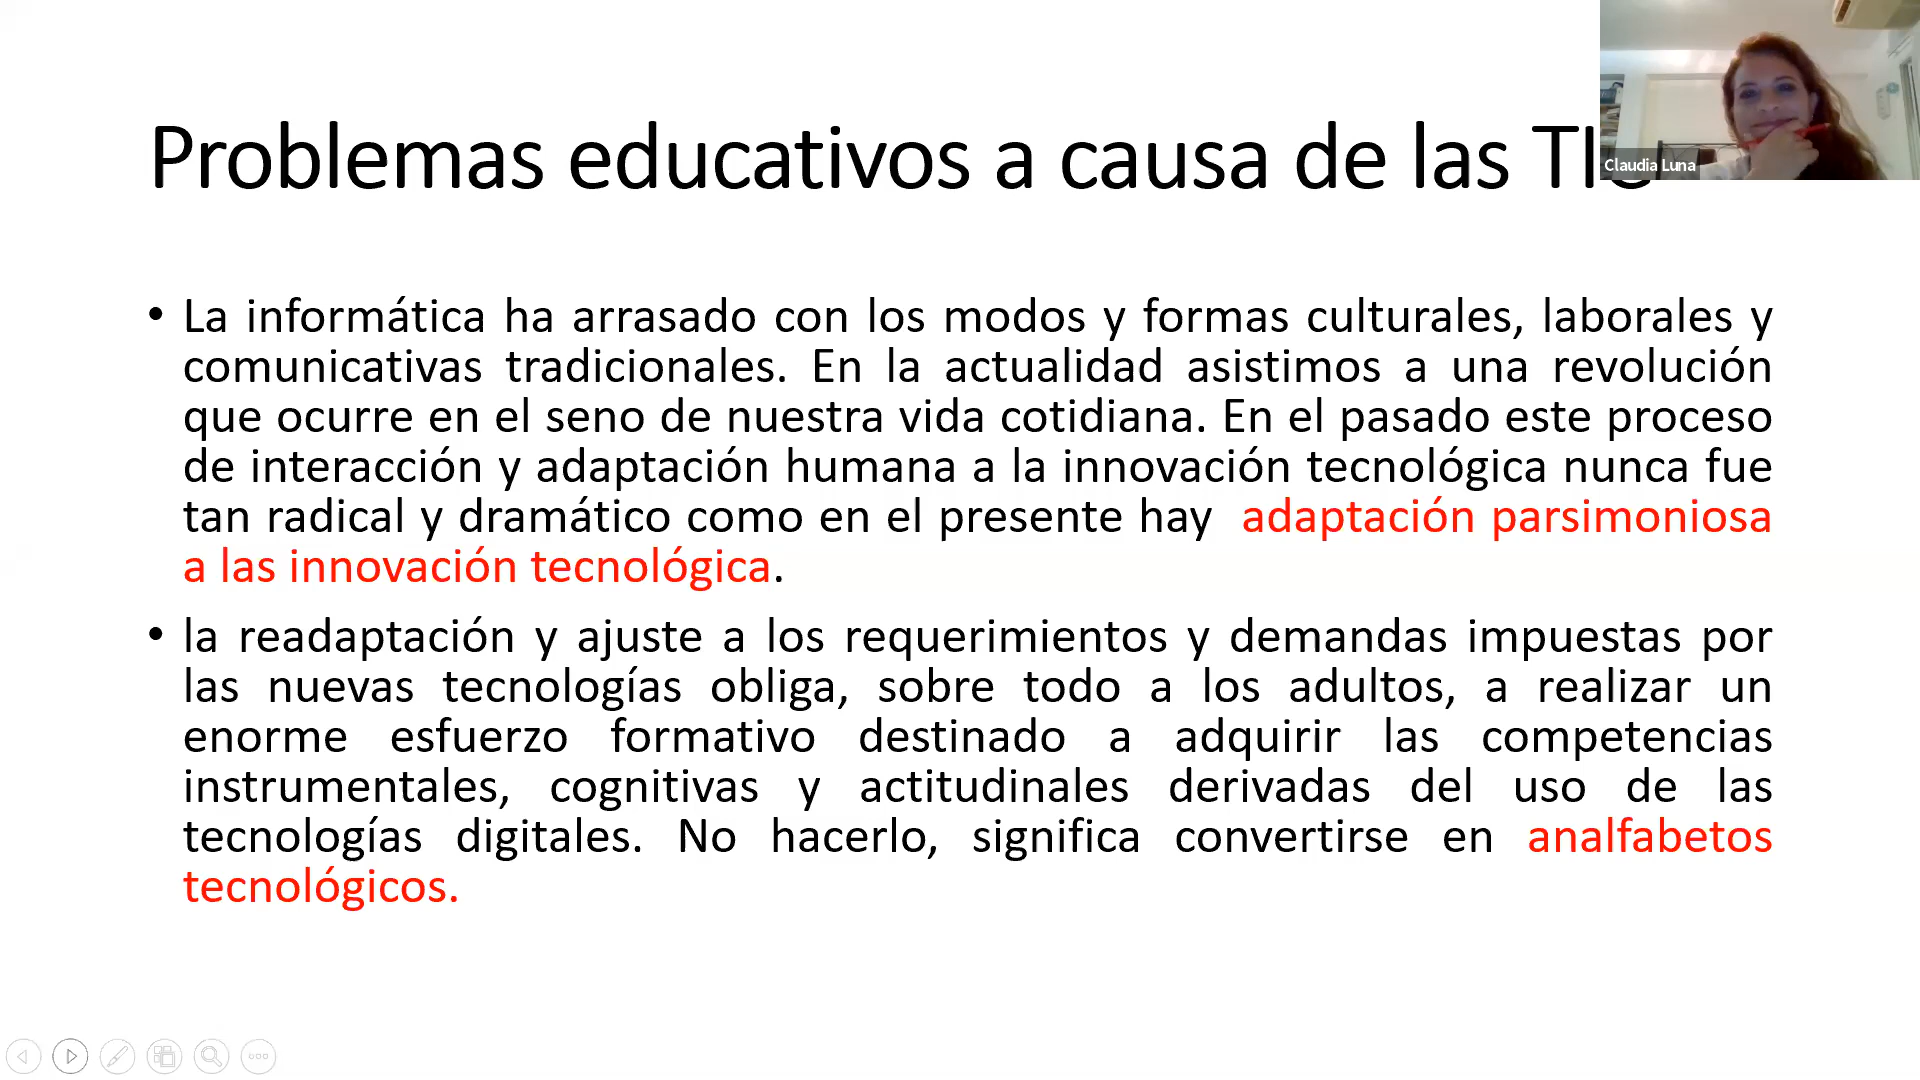 Problemas educativos a causa de las
Claudia Luna
• La informática ha arrasado con los modos y formas culturales, laborales y
comunicativas tradicionales. En la actualidad asistimos a una revolución
que ocurre en el seno de nuestra vida cotidiana. En el pasado este proceso
de interacción y adaptación humana a la innovación tecnológica nunca fue
tan radical y dramático como en el presente hay adaptación parsimoniosa
a las innovación tecnológica.
• la readaptación y ajuste a los requerimientos y demandas impuestas por
las nuevas tecnologías obliga, sobre todo a los adultos, a realizar un
enorme esfuerzo formativo destinado a adquirir las competencias
instrumentales, cognitivas y actitudinales derivadas del uso de las
tecnologías digitales. No hacerlo, significa convertirse en analfabetos
tecnológicos.